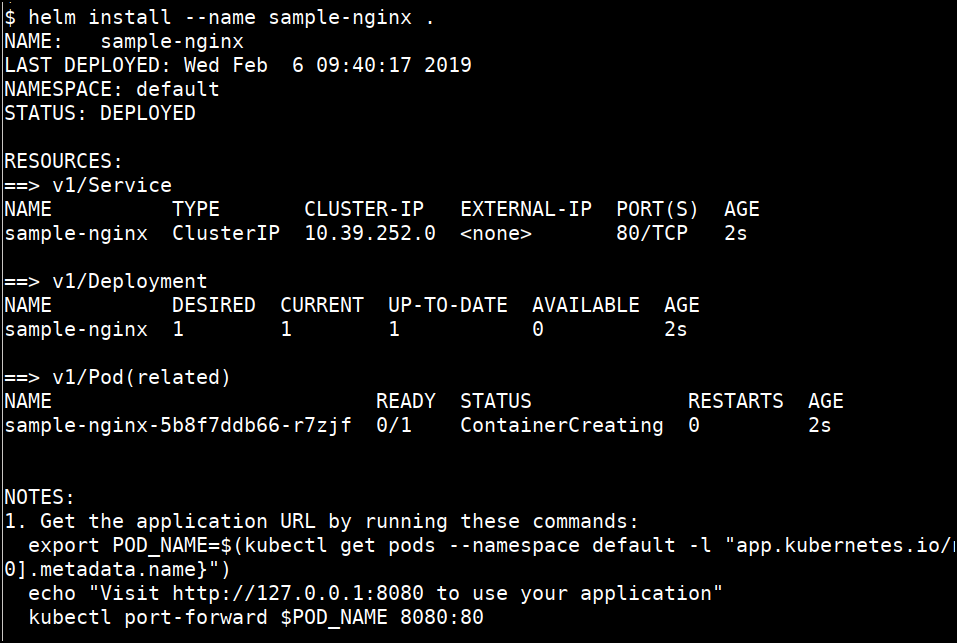 $ helm install --name sample-nginx .
NAME:   sample-nginx
LAST DEPLOYED: Wed Feb  6 09:40:17 2019
NAMESPACE: default
STATUS: DEPLOYED

RESOURCES:
==> v1/Service
NAME          TYPE       CLUSTER-IP   EXTERNAL-IP  PORT(S)  AGE
sample-nginx  ClusterIP  10.39.252.0  <none>       80/TCP   2s

==> v1/Deployment
NAME          DESIRED  CURRENT  UP-TO-DATE  AVAILABLE  AGE
sample-nginx  1        1        1           0          2s

==> v1/Pod(related)
NAME                           READY  STATUS             RESTARTS  AGE
sample-nginx-5b8f7ddb66-r7zjf  0/1    ContainerCreating  0         2s

NOTES:
1. Get the application URL by running these commands:
  export POD_NAME=$(kubectl get pods --namespace default -l "app.kubernetes.io/
0].metadata.name}")
  echo "Visit http://127.0.0.1:8080 to use your application"
  kubectl port-forward $POD_NAME 8080:80